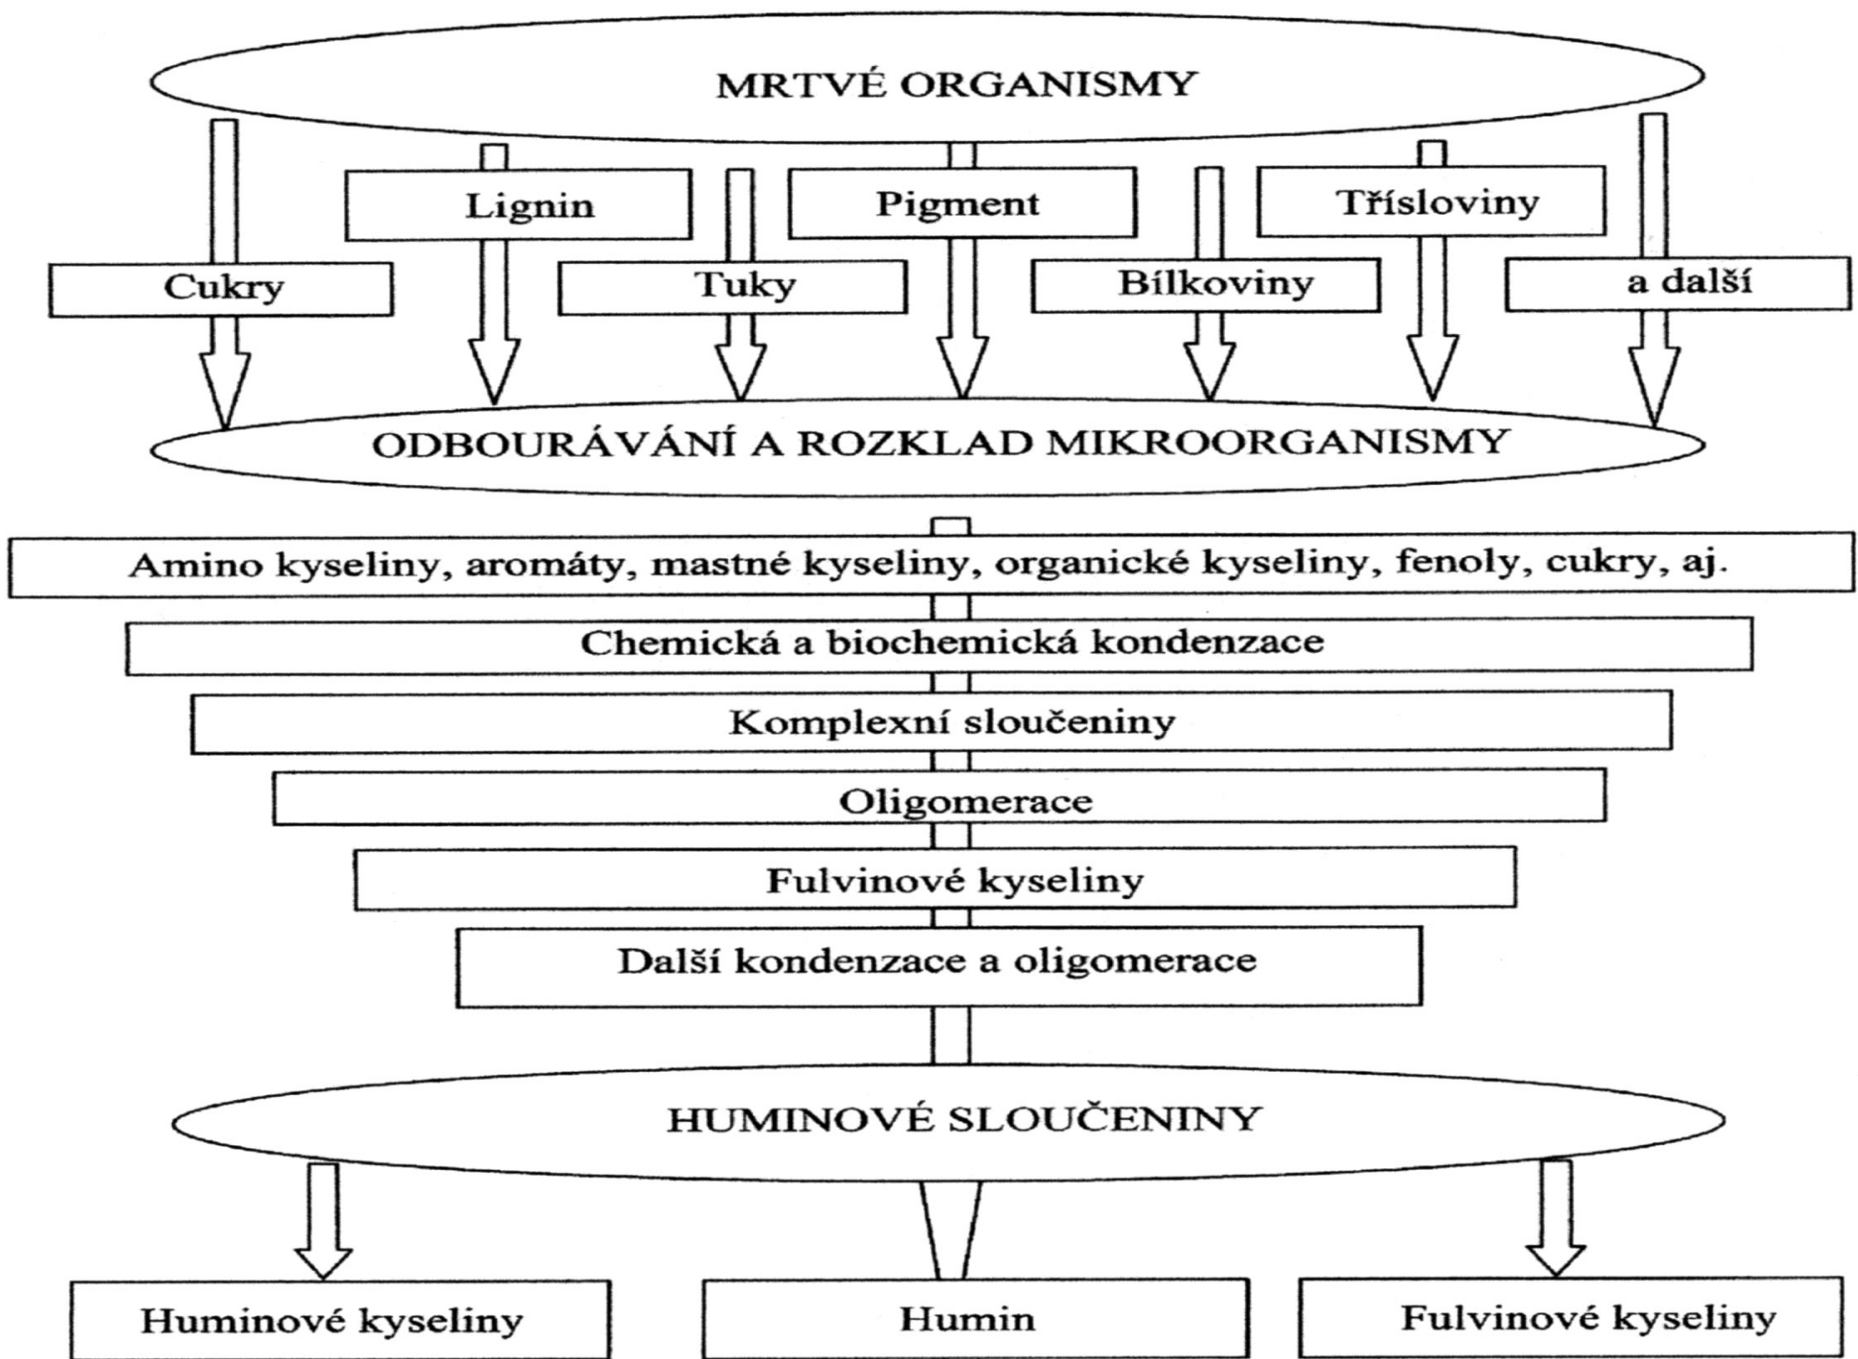 MRTVÉ ORGANISMY
Lignin
Pigment
Třísloviny
Cukry
Tuky
Bílkoviny
a další
ODBOURÁVÁNÍ A ROZKLAD MIKROORGANISMY
Amino kyseliny, aromáty, mastné kyseliny, organické kyseliny, fenoly, cukry, aj.
Chemická a biochemická kondenzace
Komplexní sloučeniny
Oligomerace
Fulvinové kyseliny
Další kondenzace a oligomerace
HUMINOVÉ SLOUČENINY
Huminové kyseliny
Humin
Fulvinové kyseliny